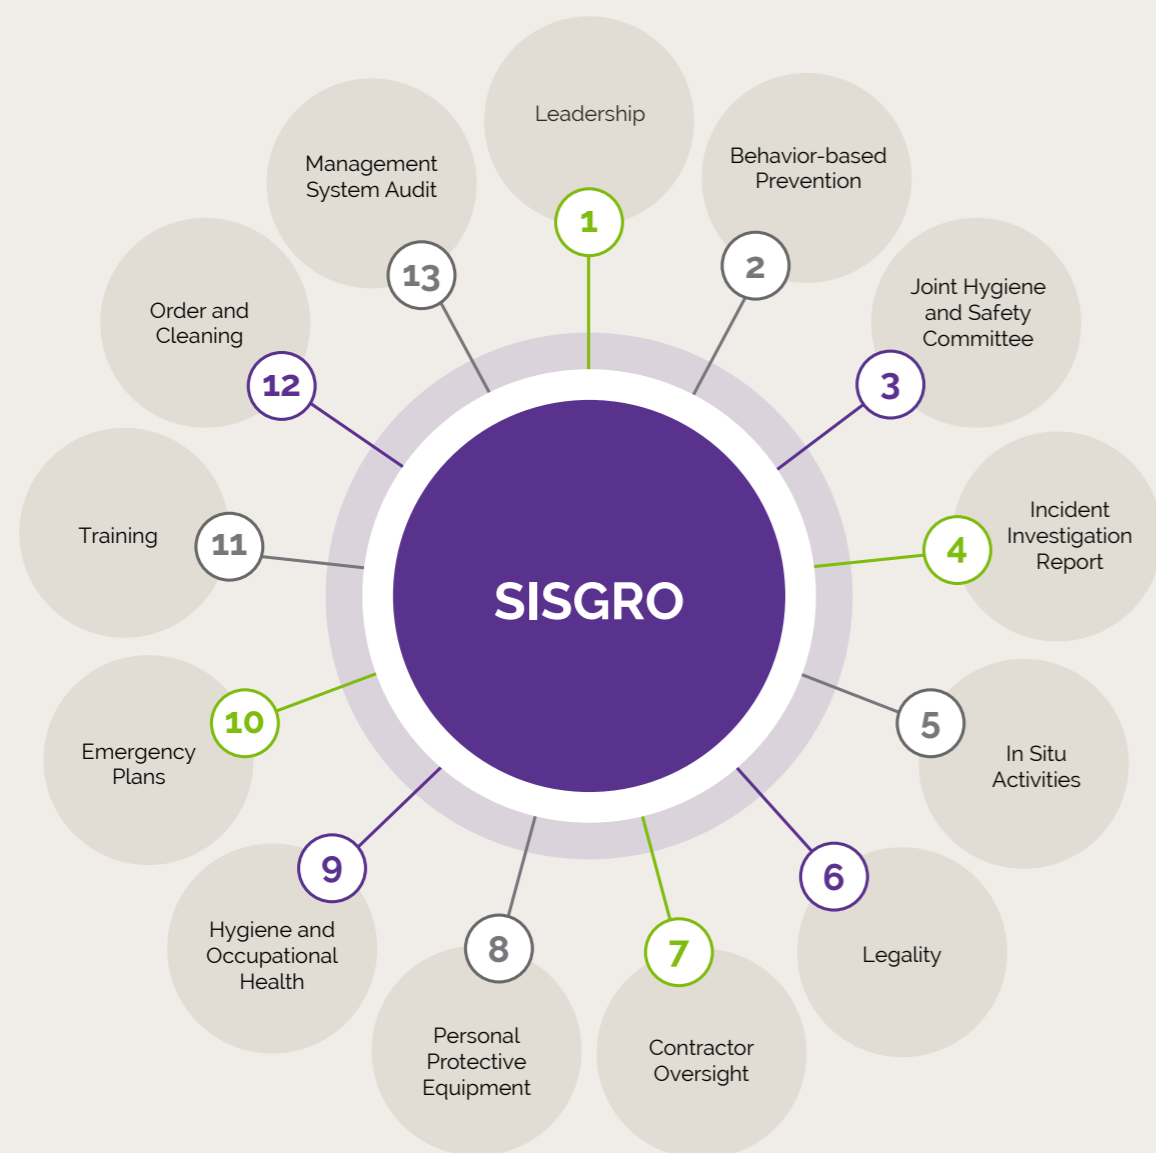 SISGRO
1
Leadership
2
Behavior-based
Prevention
3
Joint Hygiene
and Safety
Committee
4
Incident
Investigation
Report
5
In Situ
Activities
6
Legality
7
Contractor
Oversight
8
Personal
Protective
Equipment
9
Hygiene and
Occupational
Health
10
Emergency
Plans
11
Training
12
Order and
Cleaning
13
Management
System Audit